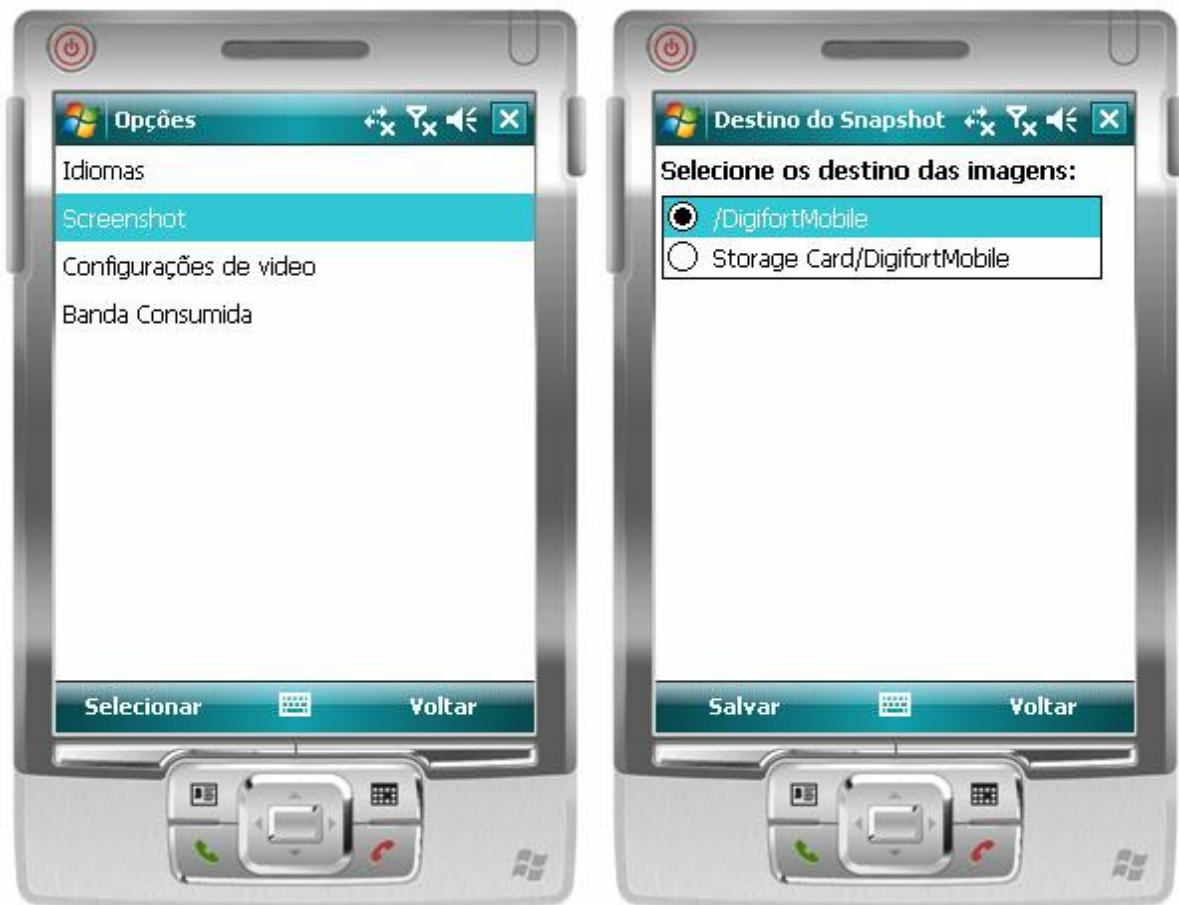 Opções
Idiomas
Screenshot
Configurações de video
Banda Consumida
Selecionar
Voltar
Destino do Snapshot
Selecione os destino das imagens:
/DigifortMobile
Storage Card/DigifortMobile
Salvar
Voltar